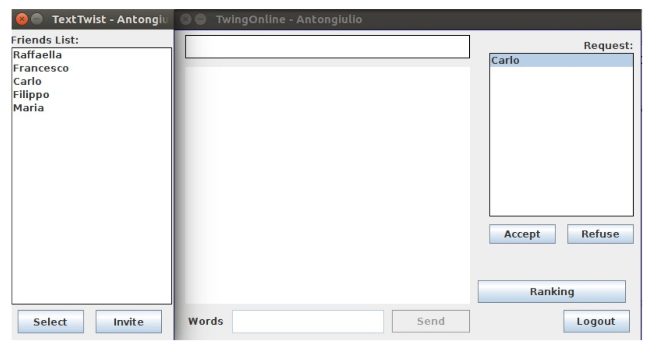 TextTwist - Antongiu
Friends List:
Raffaella
Francesco
Carlo
Filippo
Maria
Select
Invite
TwingOnline - Antongiulio
Request:
Carlo
Accept
Refuse
Ranking
Words
Send
Logout